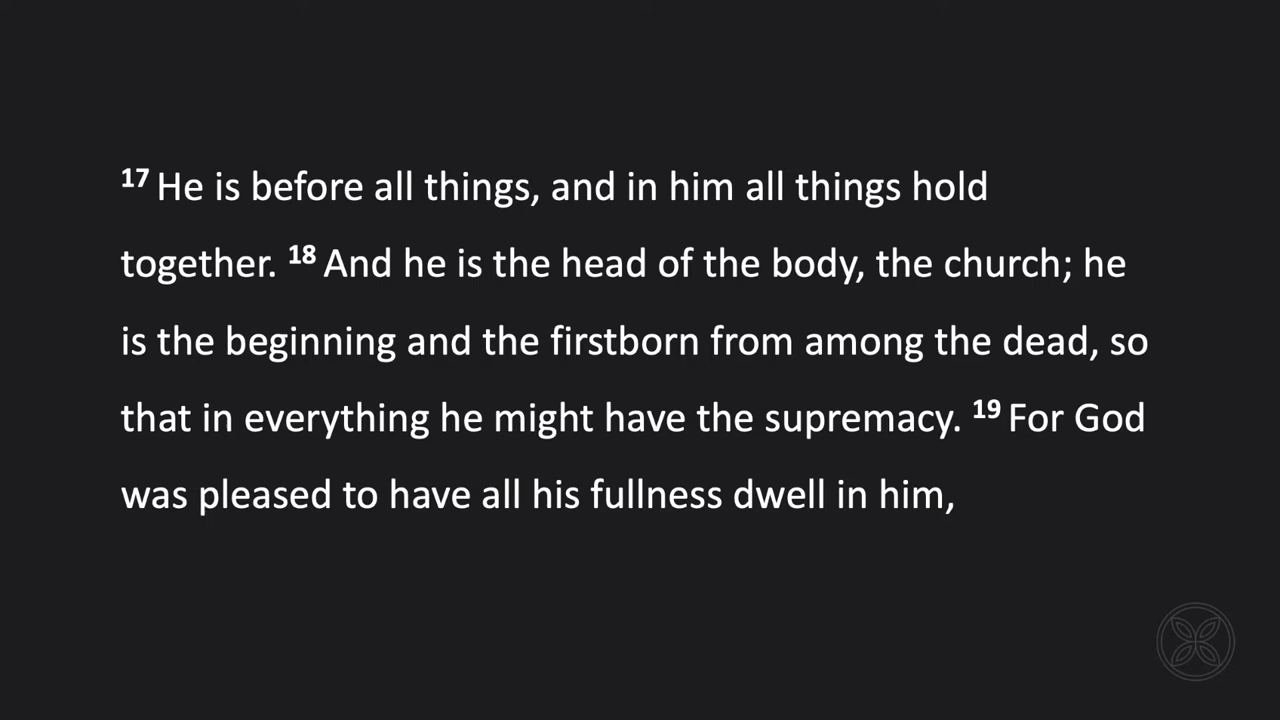 17 He is before all things, and in him all things hold
together. 18 And he is the head of the body, the church; he
is the beginning and the firstborn from among the dead, so
that in everything he might have the supremacy. 19 For God
was pleased to have all his fullness dwell in him,